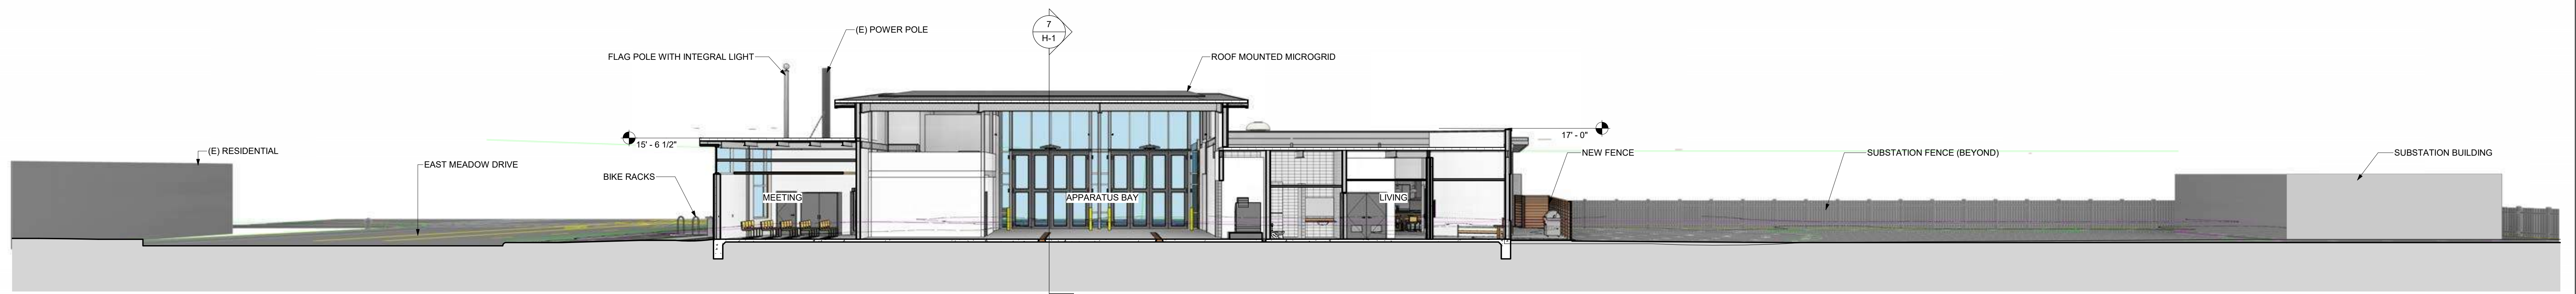 7
H-1
(E) POWER POLE
FLAG POLE WITH INTEGRAL LIGHT
ROOF MOUNTED MICROGRID
15' - 6 1/2"
17' - 0"
(E) RESIDENTIAL
EAST MEADOW DRIVE
BIKE RACKS
NEW FENCE
SUBSTATION FENCE (BEYOND)
SUBSTATION BUILDING
MEETING
APPARATUS BAY
LIVING